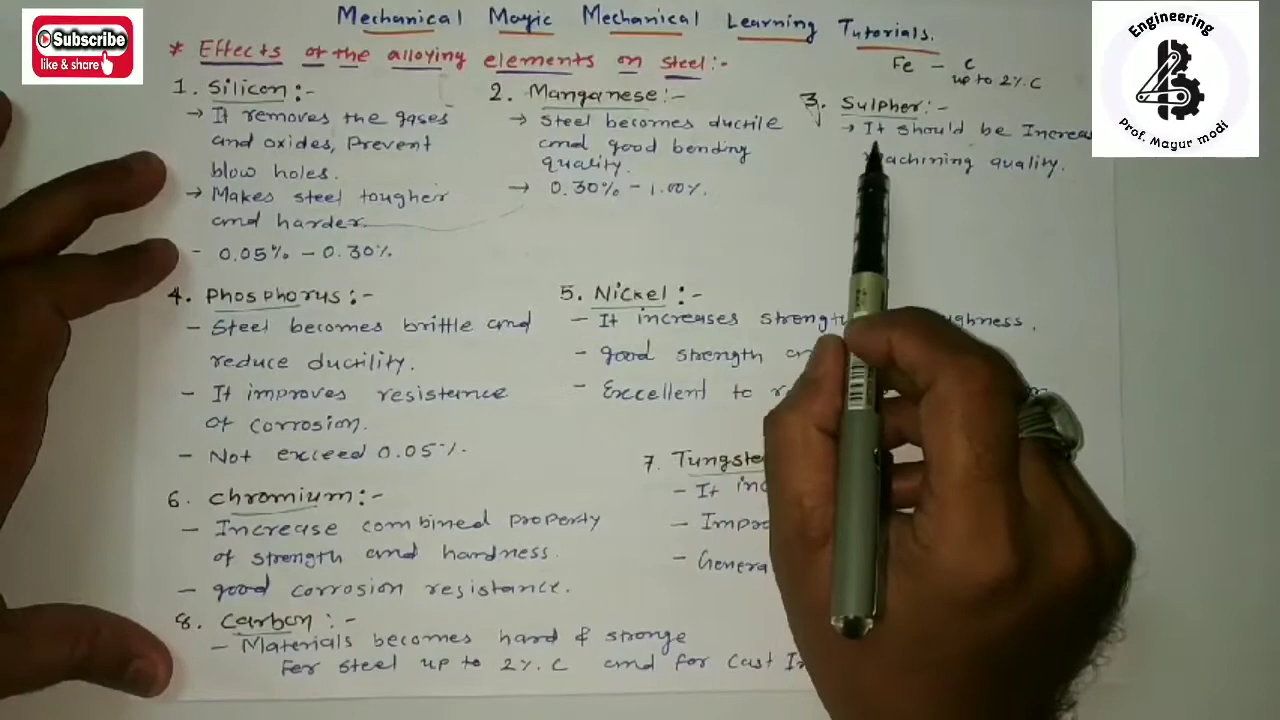 Mechanical Magic Mechanical Learning Tutorials.
* Effects of the alloying elements on steel:-
Fe - C
up to 2% C
1. Silicon:-
→ It removes the gases
and oxides, Prevent
blow holes.
→ Makes steel tougher
and harder
- 0.05% - 0.30%
2. Manganese:-
→ Steel becomes ductile
and good bending
quality.
→ 0.30% - 1.00%.
3. Sulpher:-
→ It should be Increas
machining quality.
4. Phosphorus:-
- Steel becomes brittle and
reduce ductility.
- It improves resistance
of corrosion.
- Not exceed 0.05%.
5. Nickel:-
- It increases strength
- good strength
- Excellent to
6. chromium:-
- Increase combined property
of strength and hardness.
- good corrosion resistance.
7. Tungste
- It inc
- Impro
- Genera
8. Carbon:-
- Materials becomes hard & stronge
For steel up to 2%. C and for Cast
Subscribe
like & share
Engineering
Prof. Mayur modi